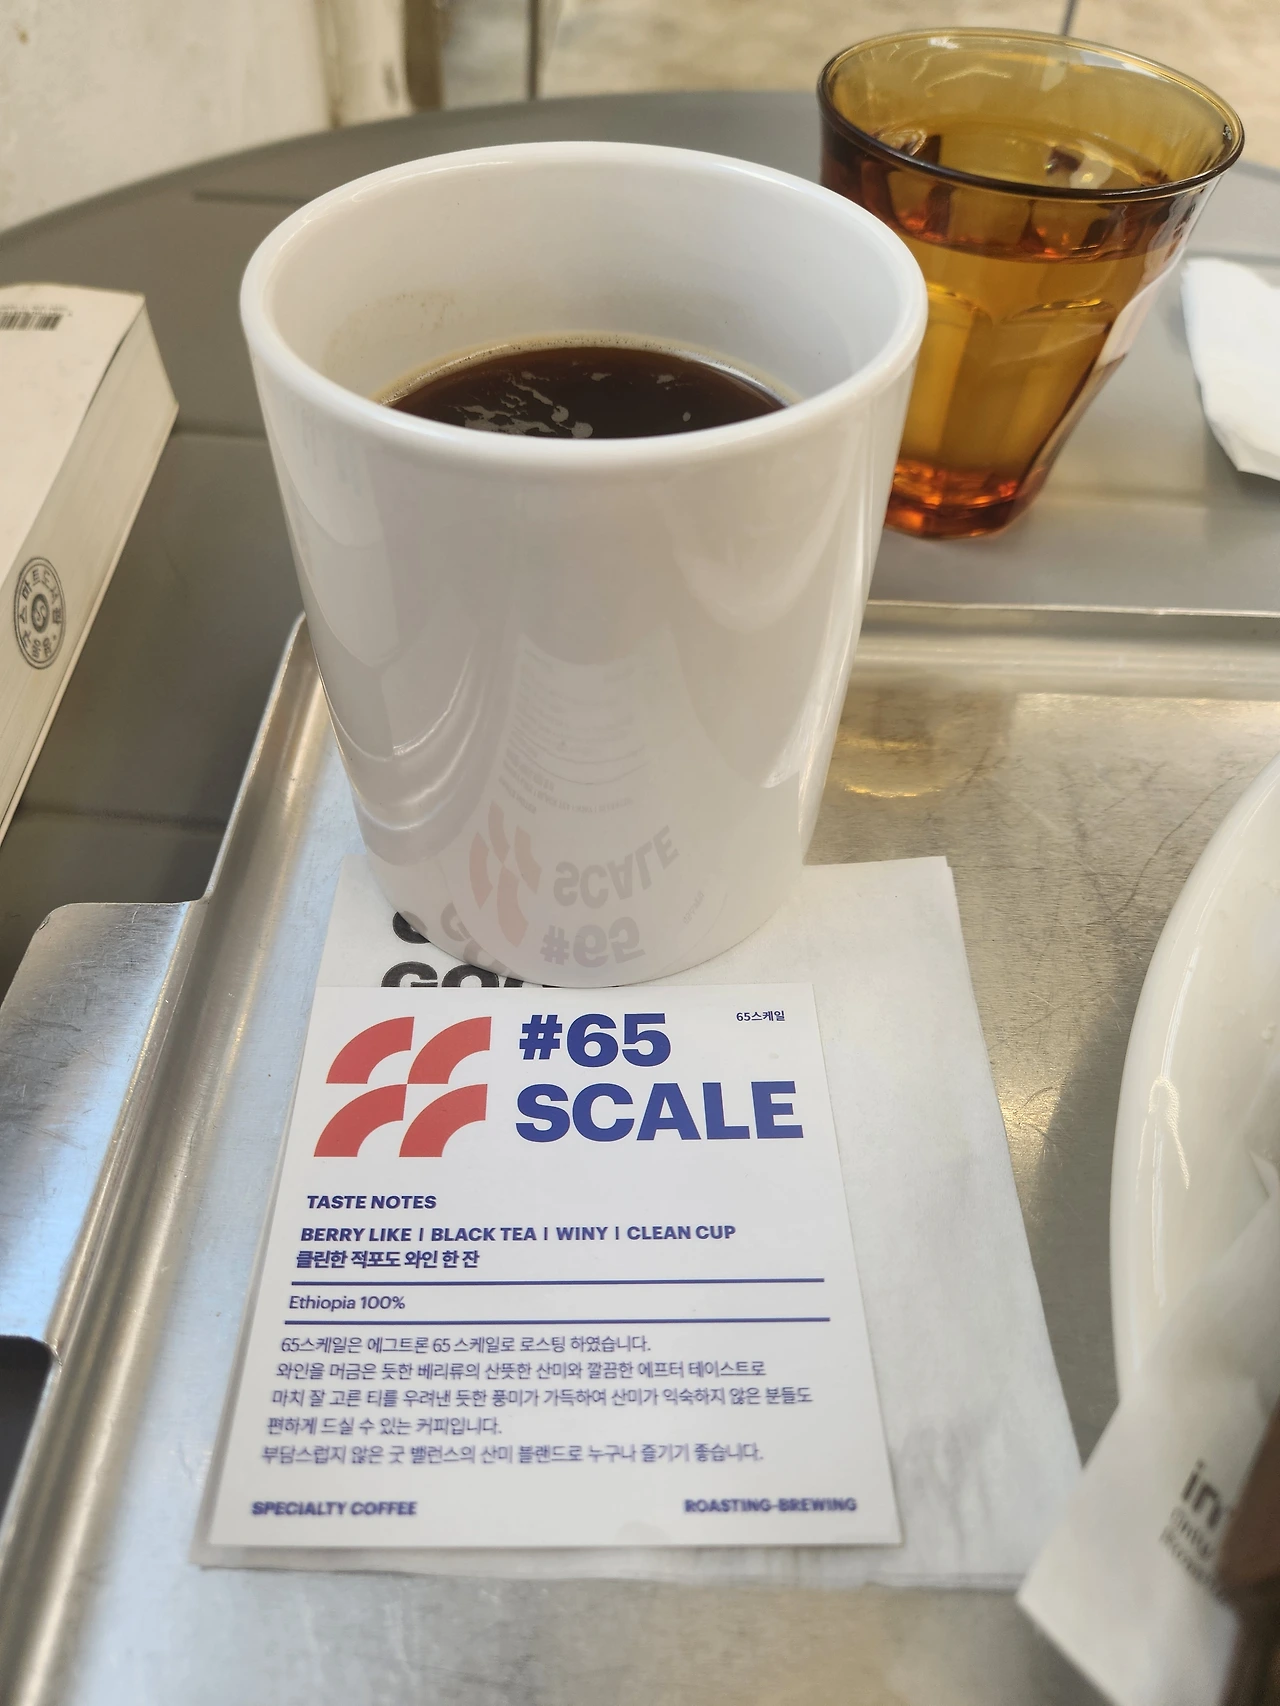 #65
65스케일
SCALE
TASTE NOTES
BERRY LIKE | BLACK TEA | WINY | CLEAN CUP
클린한 적포도 와인 한 잔
Ethiopia 100%
65스케일은 에그트론 65 스케일로 로스팅 하였습니다.
와인을 머금은 듯한 베리류의 산뜻한 산미와 깔끔한 에프터 테이스트로
마치 잘 고른 티를 우려낸 듯한 풍미가 가득하여 산미가 익숙하지 않은 분들도
편하게 드실 수 있는 커피입니다.
부담스럽지 않은 굿 밸런스의 산미 블랜드로 누구나 즐기기 좋습니다.
SPECIALTY COFFEE
ROASTING-BREWING